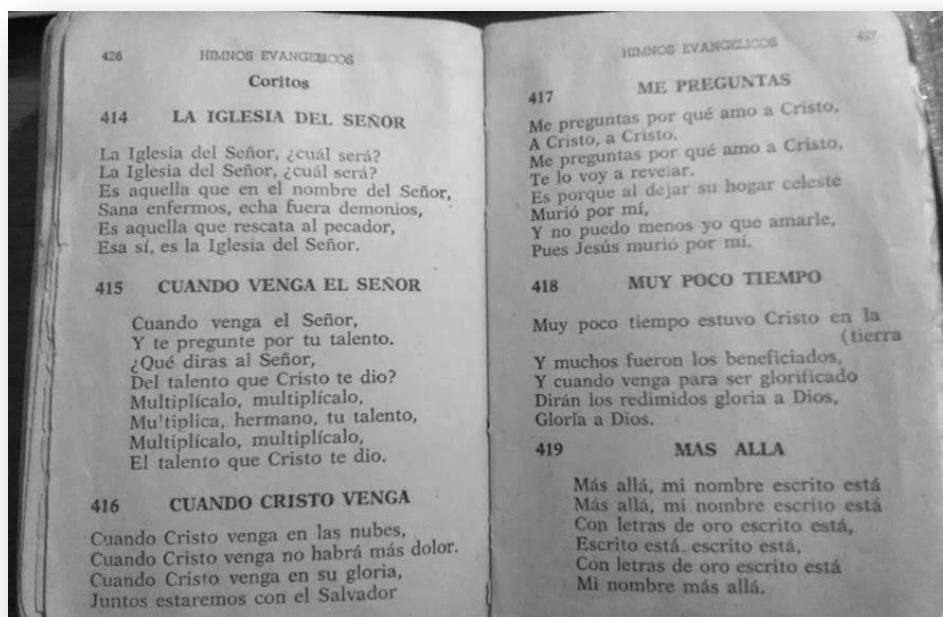 426 HIMNOS EVANGELICOS
Coritos
414 LA IGLESIA DEL SEÑOR
La Iglesia del Señor, ¿cuál será?
La Iglesia del Señor, ¿cuál será?
Es aquella que en el nombre del Señor,
Sana enfermos, echa fuera demonios,
Es aquella que rescata al pecador,
Esa sí, es la Iglesia del Señor.
415 CUANDO VENGA EL SEÑOR
Cuando venga el Señor,
Y te pregunte por tu talento.
¿Qué diras al Señor,
Del talento que Cristo te dio?
Multiplícalo, multiplícalo,
Mu'tiplica, hermano, tu talento,
Multiplícalo, multiplícalo,
El talento que Cristo te dio.
416 CUANDO CRISTO VENGA
Cuando Cristo venga en las nubes,
Cuando Cristo venga no habrá más dolor.
Cuando Cristo venga en su gloria,
Juntos estaremos con el Salvador
HIMNOS EVANGELICOS 427
417 ME PREGUNTAS
Me preguntas por qué amo a Cristo,
A Cristo, a Cristo.
Me preguntas por qué amo a Cristo,
Te lo voy a revelar.
Es porque al dejar su hogar celeste
Murió por mí,
Y no puedo menos yo que amarle,
Pues Jesús murió por mí.
418 MUY POCO TIEMPO
Muy poco tiempo estuvo Cristo en la
(tierra
Y muchos fueron los beneficiados,
Y cuando venga para ser glorificado
Dirán los redimidos gloria a Dios,
Gloria a Dios.
419 MAS ALLA
Más allá, mi nombre escrito está
Más allá, mi nombre escrito está
Con letras de oro escrito está,
Escrito está, escrito está,
Con letras de oro escrito está
Mi nombre más allá.